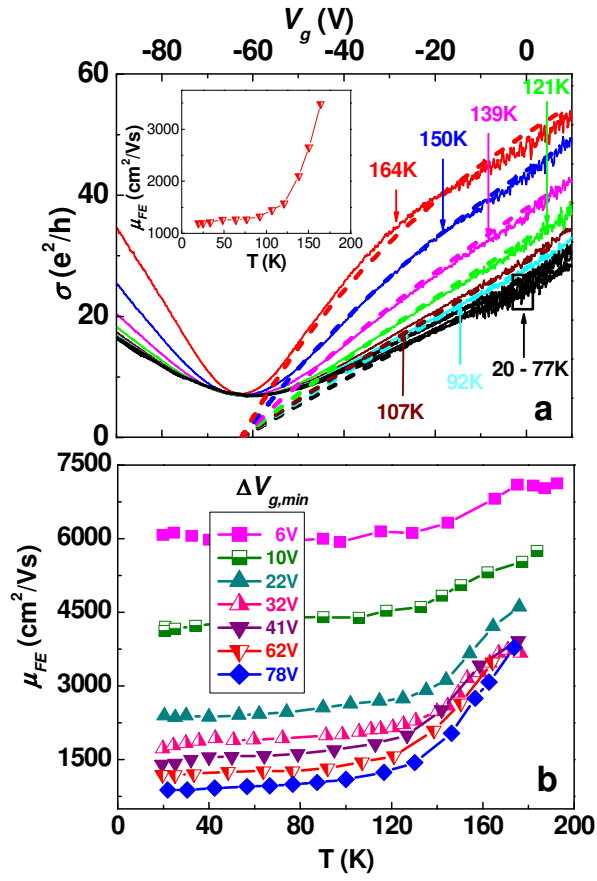 V_g (V)
-80 -60 -40 -20 0
60
40
20
0
σ (e²/h)
3000
2000
1000
μ_FE (cm²/Vs)
0 50 100 150 200
T (K)
164K
150K
139K
121K
20 - 77K
92K
107K
a
7500
6000
4500
3000
1500
0
μ_FE (cm²/Vs)
ΔV_g,min
6V
10V
22V
32V
41V
62V
78V
b
0 40 80 120 160 200
T (K)